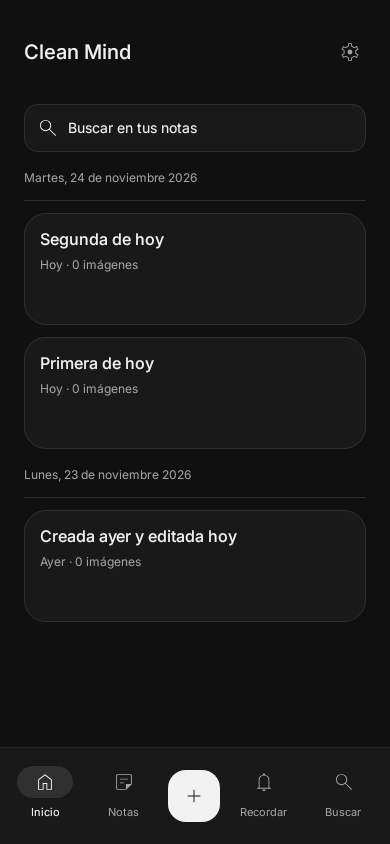 Clean Mind
Buscar en tus notas
Martes, 24 de noviembre 2026
Segunda de hoy
Hoy · 0 imágenes
Primera de hoy
Hoy · 0 imágenes
Lunes, 23 de noviembre 2026
Creada ayer y editada hoy
Ayer · 0 imágenes
Inicio
Notas
Recordar
Buscar